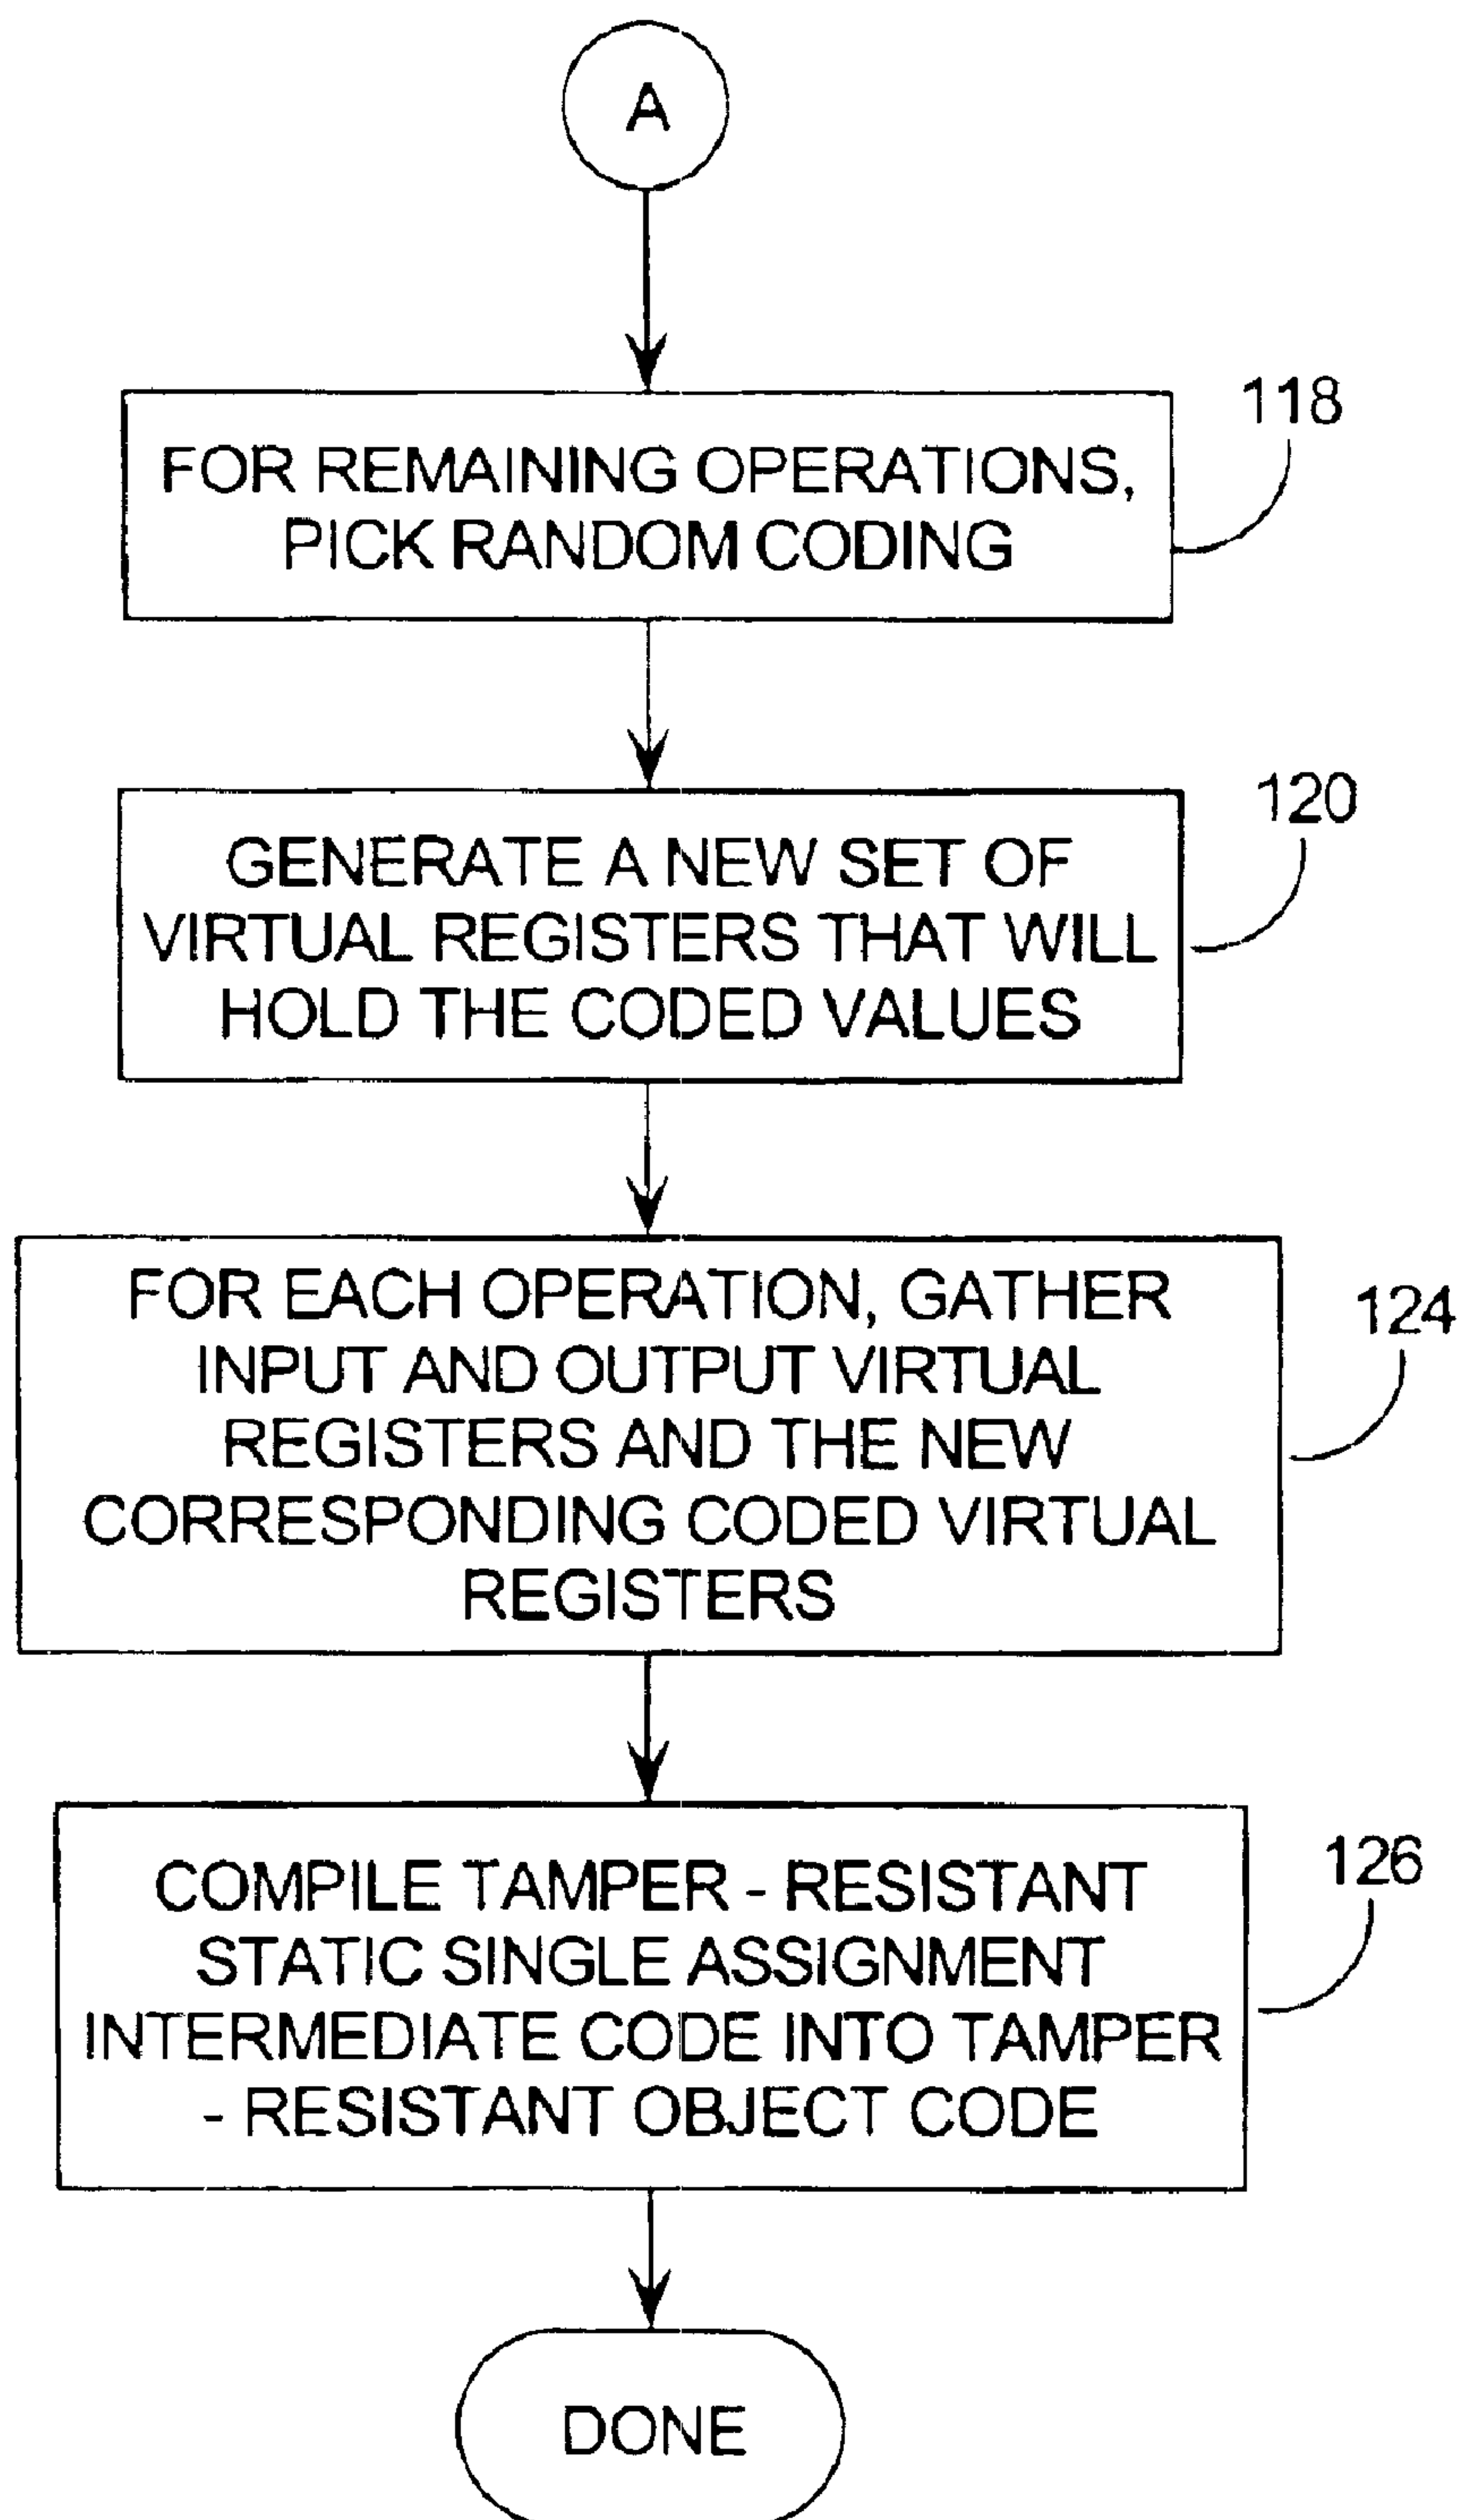 A
118
FOR REMAINING OPERATIONS,
PICK RANDOM CODING
120
GENERATE A NEW SET OF
VIRTUAL REGISTERS THAT WILL
HOLD THE CODED VALUES
124
FOR EACH OPERATION, GATHER
INPUT AND OUTPUT VIRTUAL
REGISTERS AND THE NEW
CORRESPONDING CODED VIRTUAL
REGISTERS
126
COMPILE TAMPER - RESISTANT
STATIC SINGLE ASSIGNMENT
INTERMEDIATE CODE INTO TAMPER
- RESISTANT OBJECT CODE
DONE